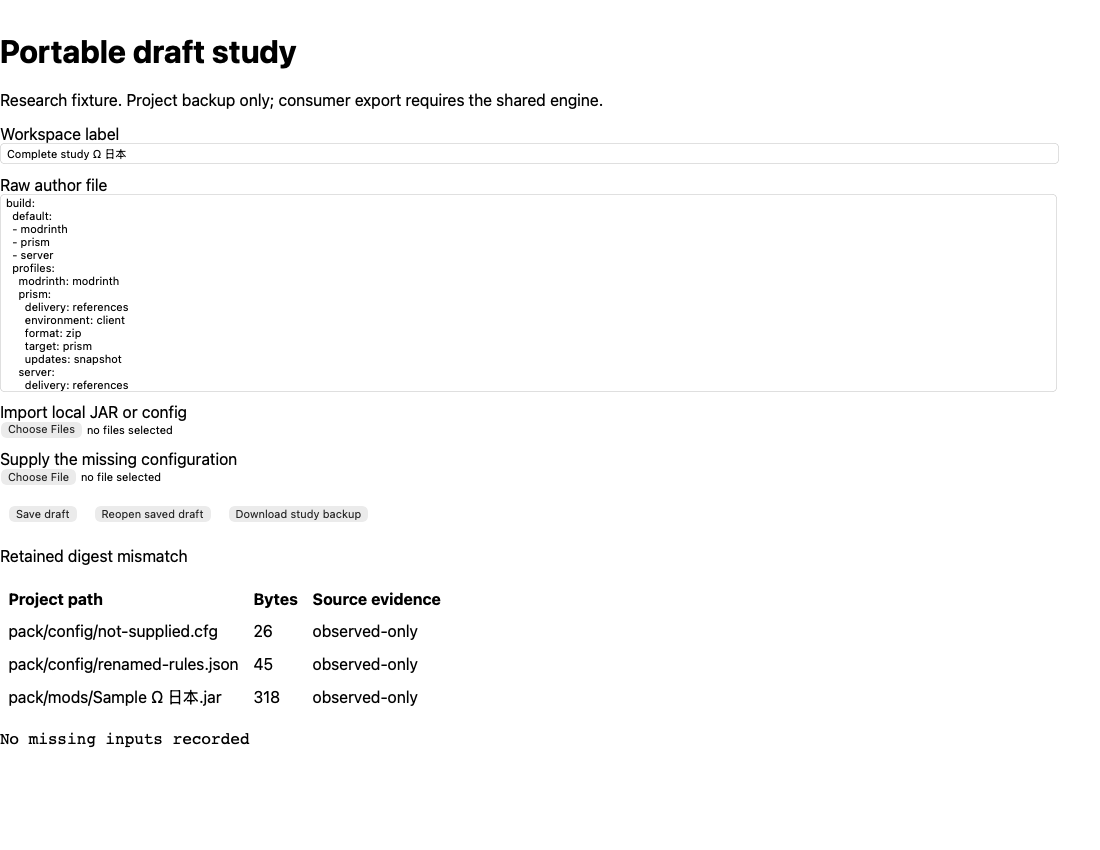 Portable draft study
Research fixture. Project backup only; consumer export requires the shared engine.
Workspace label
Complete study Ω 日本
Raw author file
build:
  default:
  - modrinth
  - prism
  - server
  profiles:
    modrinth: modrinth
    prism:
      delivery: references
      environment: client
      format: zip
      target: prism
      updates: snapshot
    server:
      delivery: references
Import local JAR or config
Choose Files no files selected
Supply the missing configuration
Choose File no file selected
Save draft Reopen saved draft Download study backup
Retained digest mismatch
Project path Bytes Source evidence
pack/config/not-supplied.cfg 26 observed-only
pack/config/renamed-rules.json 45 observed-only
pack/mods/Sample Ω 日本.jar 318 observed-only
No missing inputs recorded